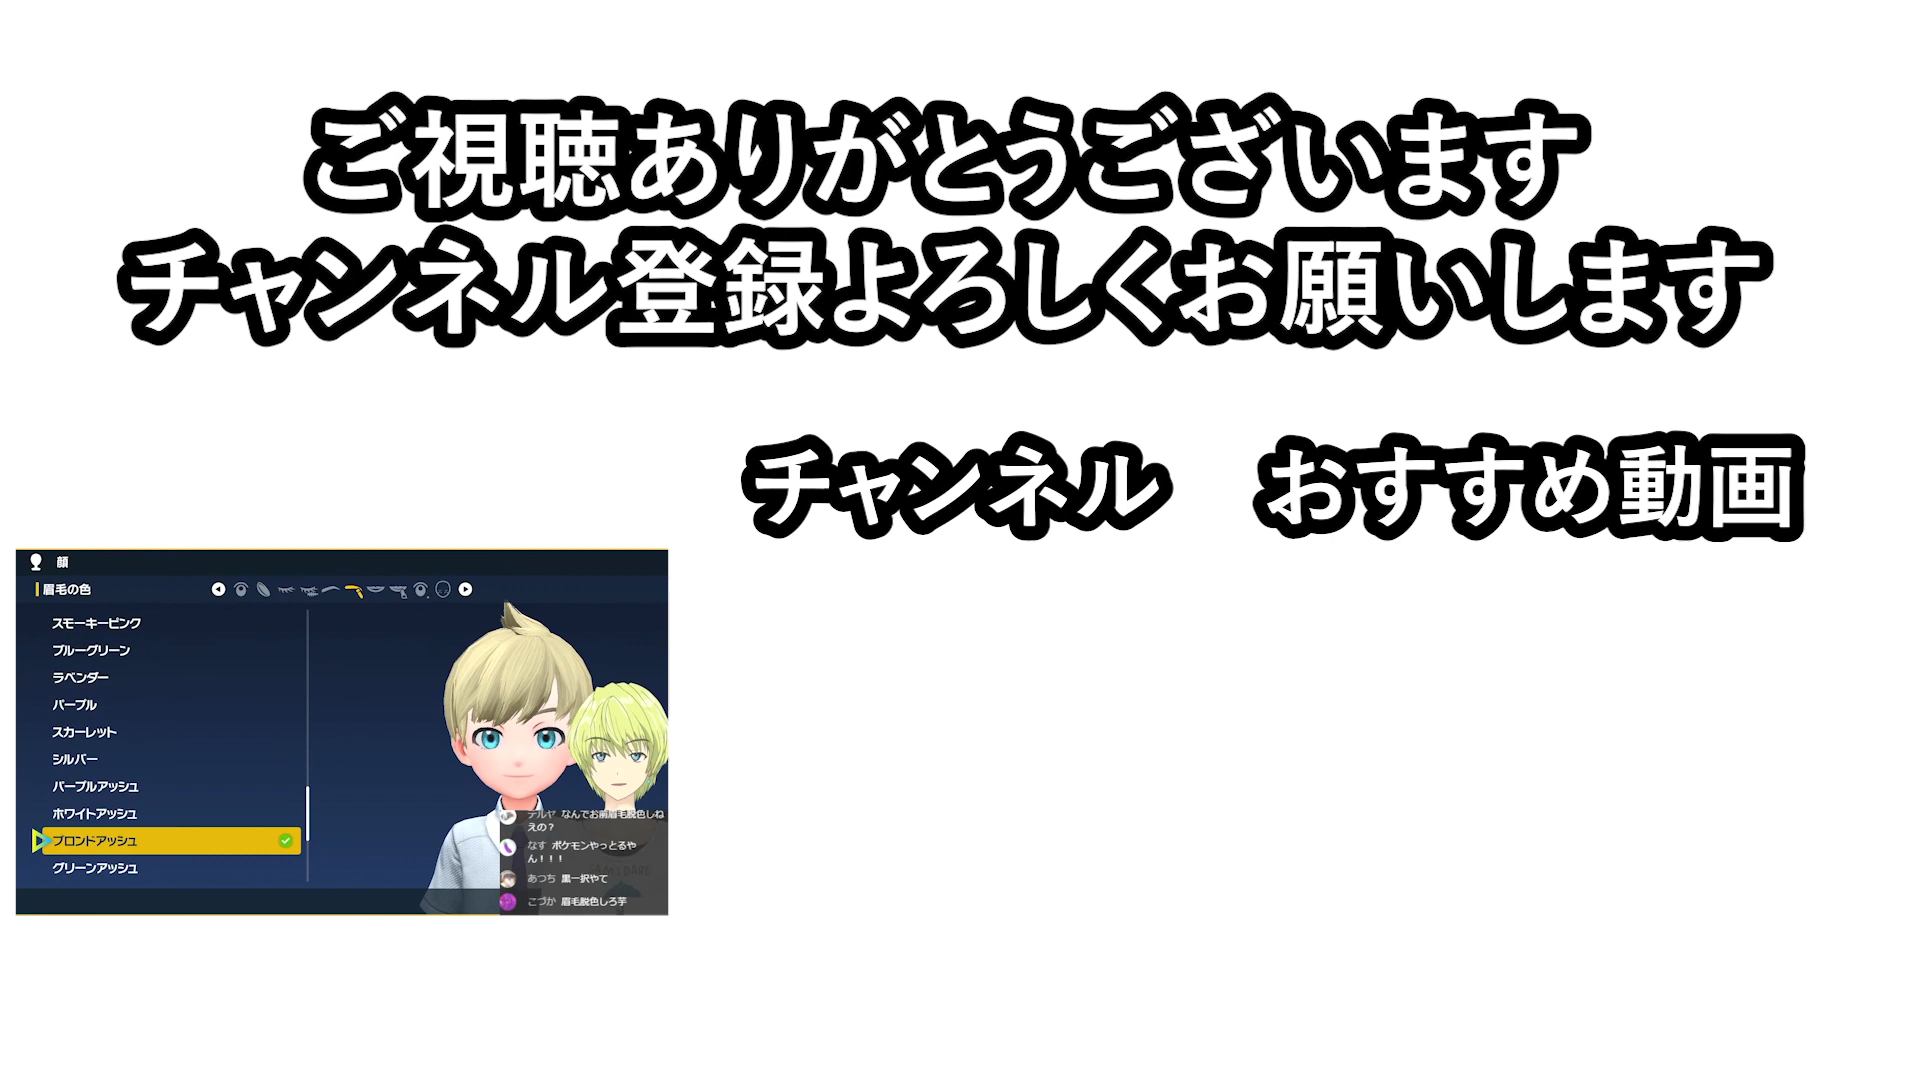 ご視聴ありがとうございます
チャンネル登録よろしくお願いします
チャンネル　おすすめ動画
顔
眉毛の色
スモーキーピンク
ブルーグリーン
ラベンダー
パープル
スカーレット
シルバー
パープルアッシュ
ホワイトアッシュ
ブロンドアッシュ
グリーンアッシュ
テルヤ なんでお前眉毛脱色しね
えの？
なす ポケモンやっとるや
ん！！！
あつち 黒一択やて
こづか 眉毛脱色しろ芋